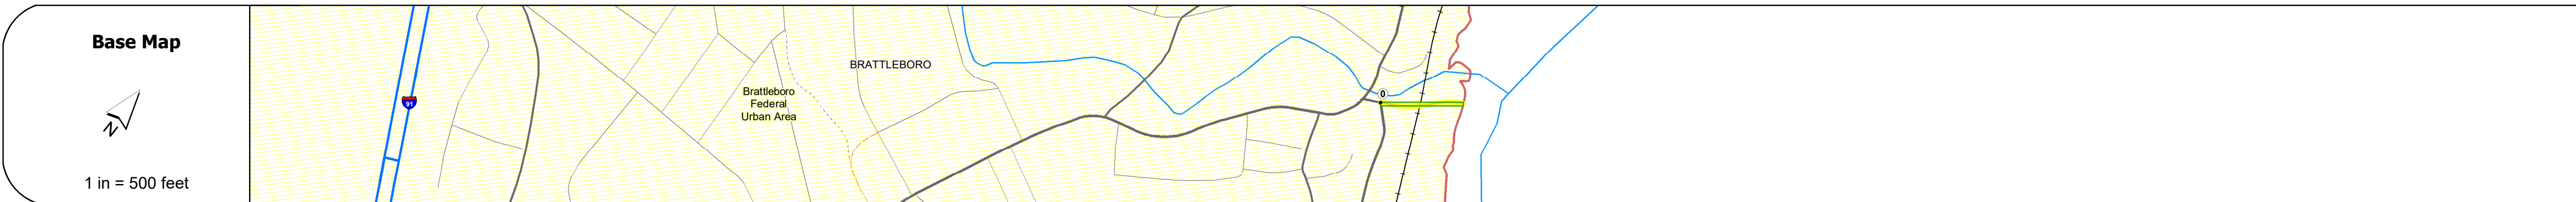 Base Map
N
1 in = 500 feet
91
BRATTLEBORO
Brattleboro
Federal
Urban Area
0